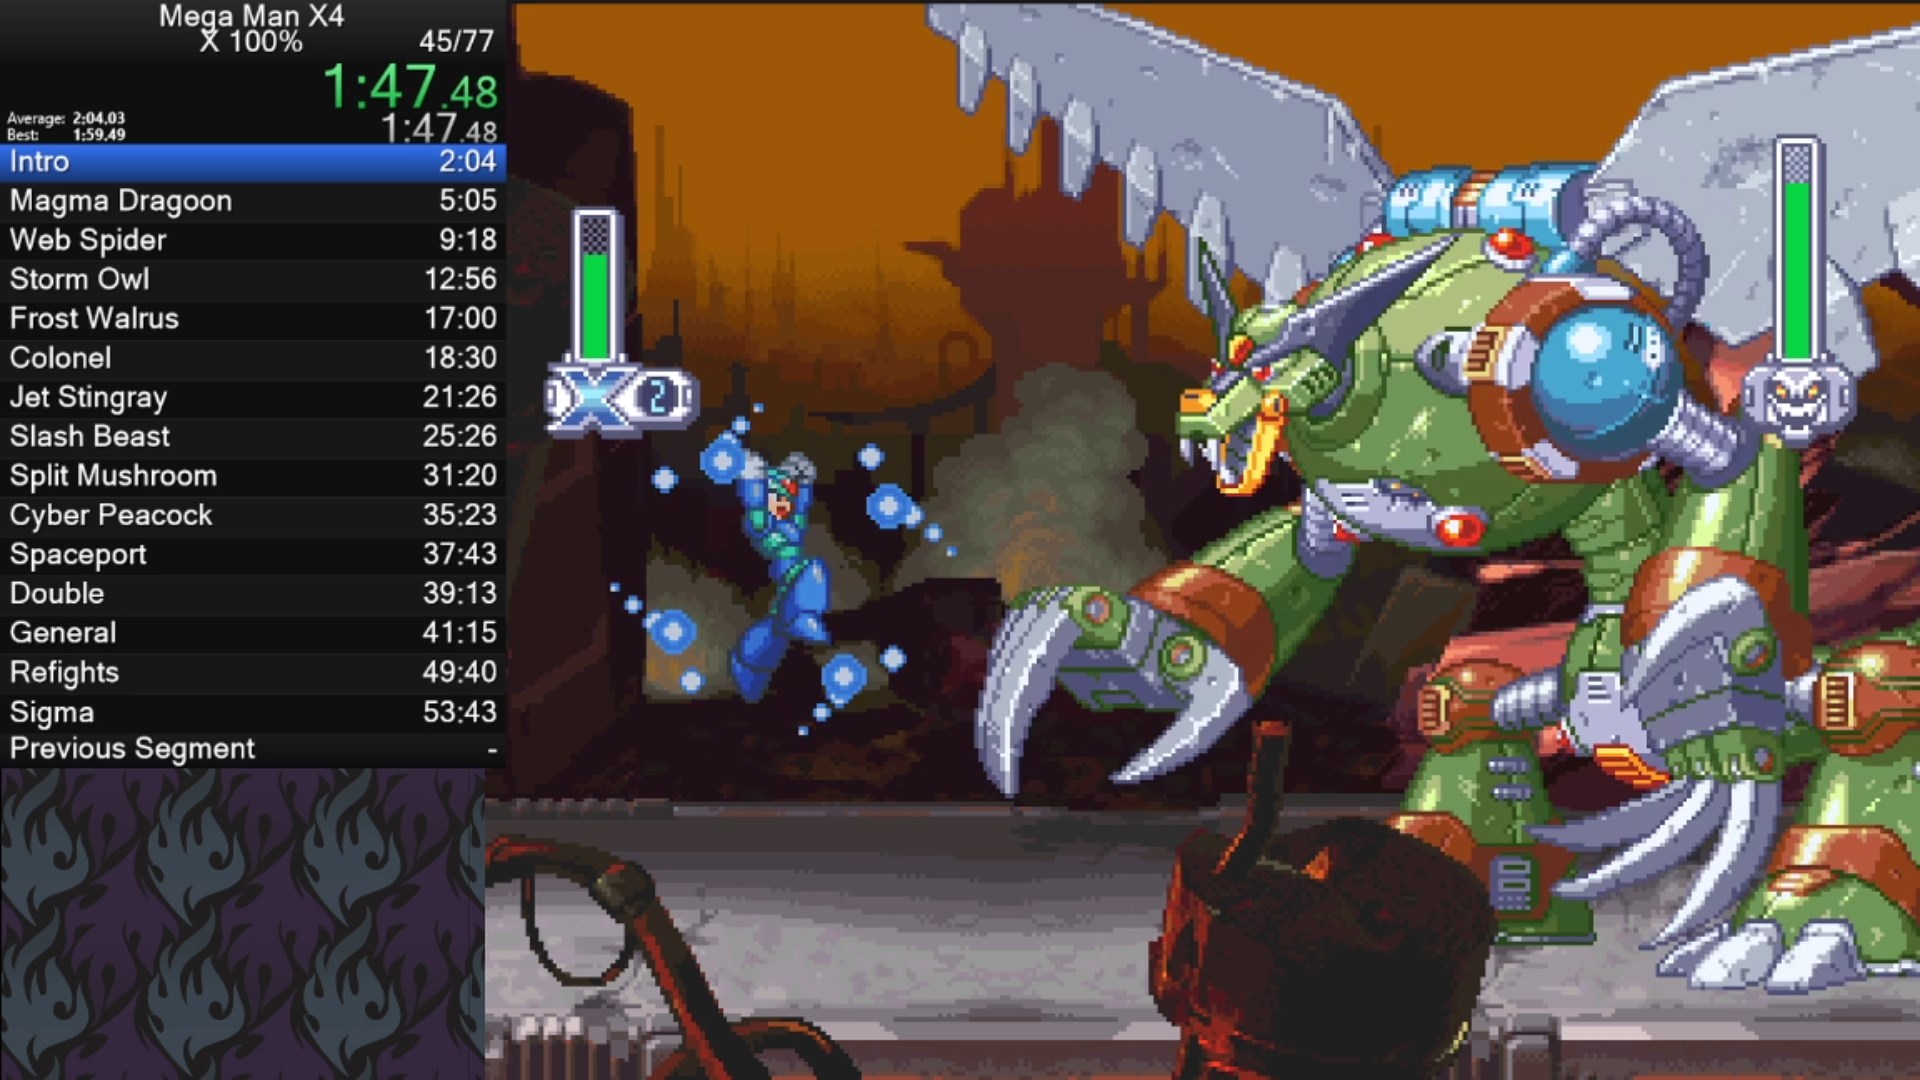 Mega Man X4
X 100% 45/77
1:47.48
Average: 2:04.03
Best: 1:59.49
1:47.48
Intro 2:04
Magma Dragoon 5:05
Web Spider 9:18
Storm Owl 12:56
Frost Walrus 17:00
Colonel 18:30
Jet Stingray 21:26
Slash Beast 25:26
Split Mushroom 31:20
Cyber Peacock 35:23
Spaceport 37:43
Double 39:13
General 41:15
Refights 49:40
Sigma 53:43
Previous Segment -
X 2